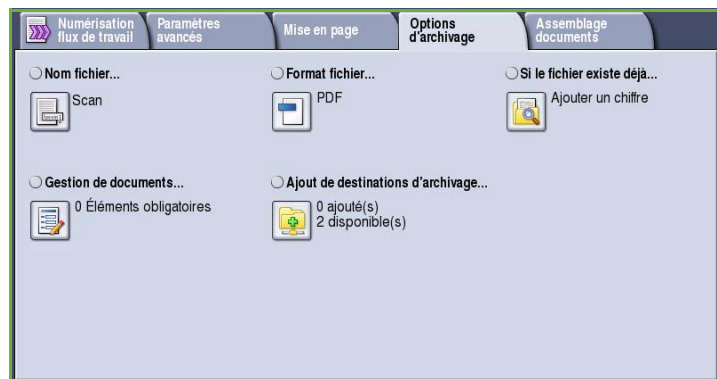 Numérisation
flux de travail
Paramètres
avancés
Mise en page
Options
d'archivage
Assemblage
documents
Nom fichier...
Scan
Format fichier...
PDF
Si le fichier existe déjà...
Ajouter un chiffre
Gestion de documents...
0 Éléments obligatoires
Ajout de destinations d'archivage...
0 ajouté(s)
2 disponible(s)